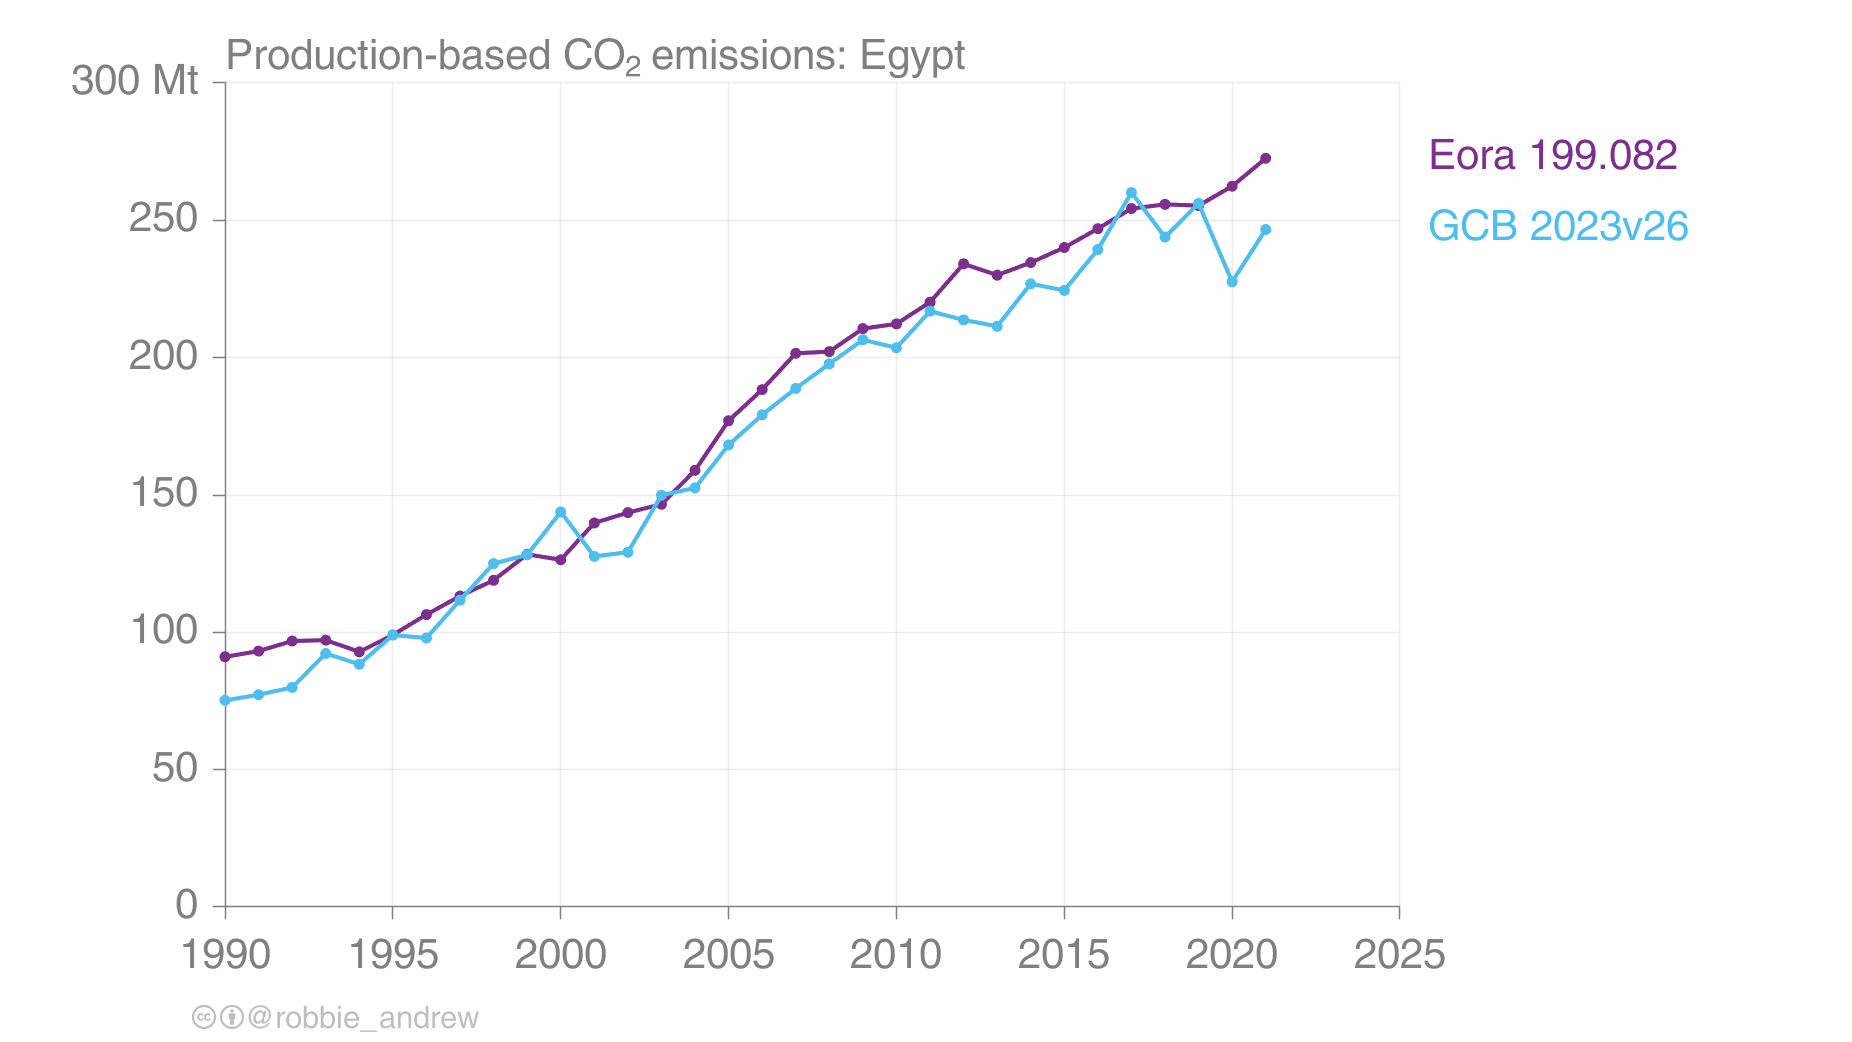 Production-based CO₂ emissions: Egypt
300 Mt
250
200
150
100
50
0
1990 1995 2000 2005 2010 2015 2020 2025
Eora 199.082
GCB 2023v26
cc @robbie_andrew